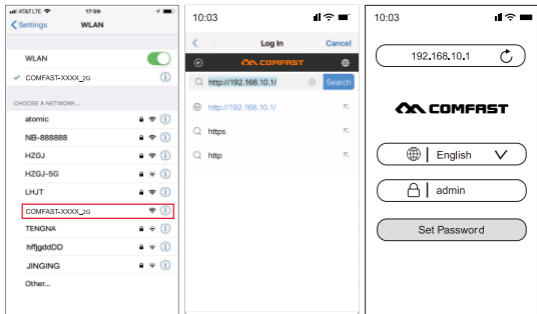 AT&T LTE 17:59
Settings WLAN
WLAN
COMFAST-XXXX_2G
CHOOSE A NETWORK...
atomic
NB-888888
HZGJ
HZGJ-5G
LHJT
COMFAST-XXXX_2G
TENGNA
hffjgddDD
JINGING
Other...
10:03
Log In Cancel
COMFAST
http://192.168.10.1/ Search
http://192.168.10.1/
https
http
10:03
192.168.10.1
COMFAST
English
admin
Set Password